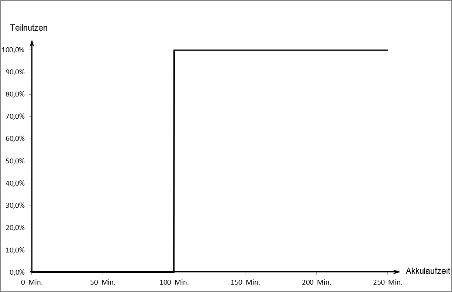 Teilnutzen
100,0%
90,0%
80,0%
70,0%
60,0%
50,0%
40,0%
30,0%
20,0%
10,0%
0,0%
0 Min.
50 Min.
100 Min.
150 Min.
200 Min.
250 Min.
Akkulaufzeit